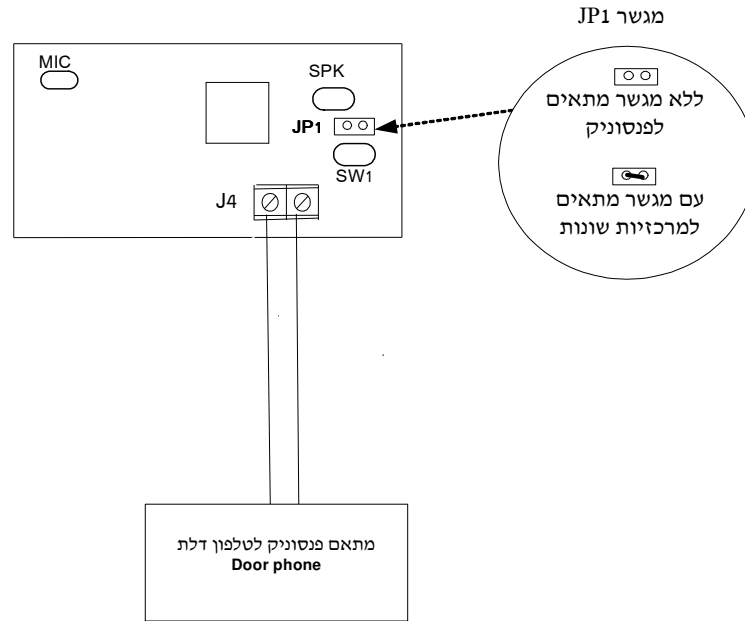 מגשר JP1
MIC
SPK
JP1
SW1
J4
ללא מגשר מתאים
לפנסוניק
עם מגשר מתאים
למרכזיות שונות
מתאם פנסוניק לטלפון דלת
Door phone